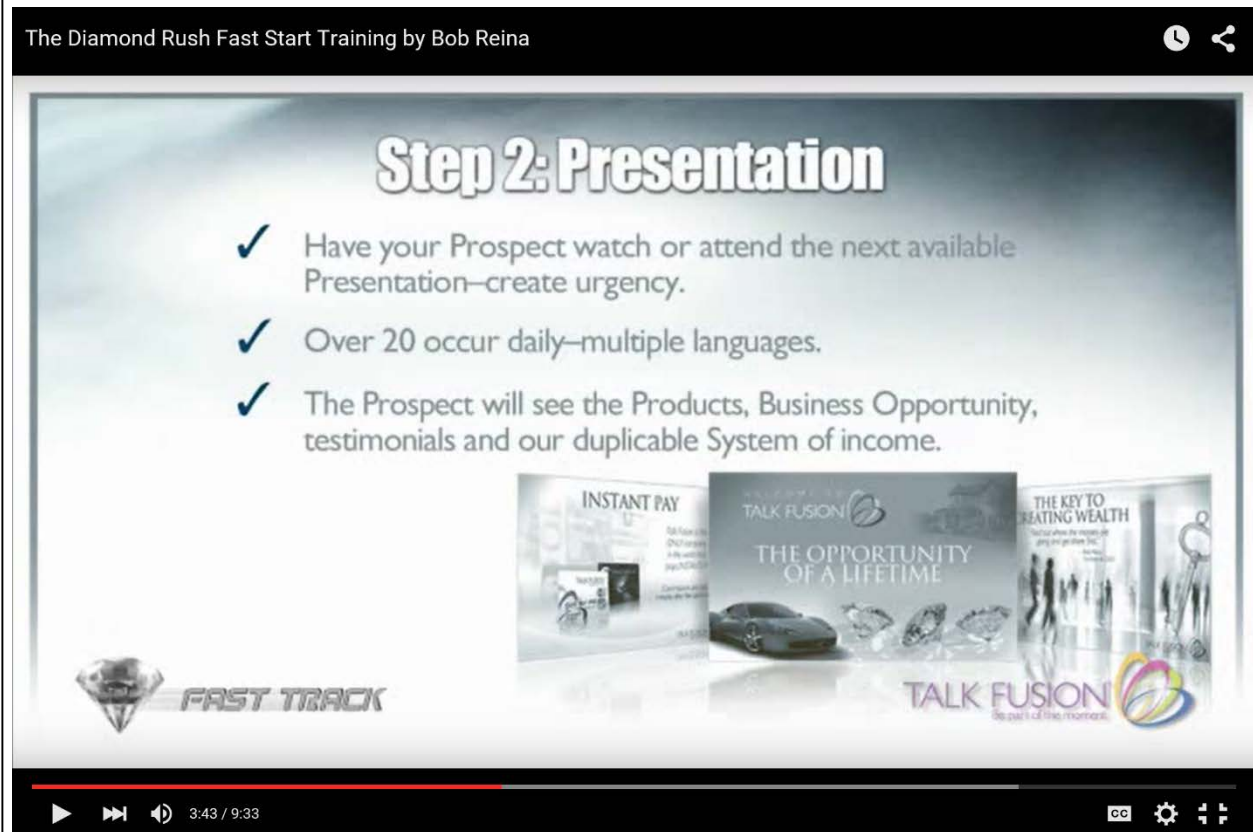 The Diamond Rush Fast Start Training by Bob Reina
Step 2: Presentation
✓ Have your Prospect watch or attend the next available
Presentation–create urgency.
✓ Over 20 occur daily–multiple languages.
✓ The Prospect will see the Products, Business Opportunity,
testimonials and our duplicable System of income.
INSTANT PAY
WELCOME TO
TALK FUSION
THE OPPORTUNITY
OF A LIFETIME
THE KEY TO
CREATING WEALTH
FAST TRACK
TALK FUSION
Be part of the moment.
3:43 / 9:33
CC